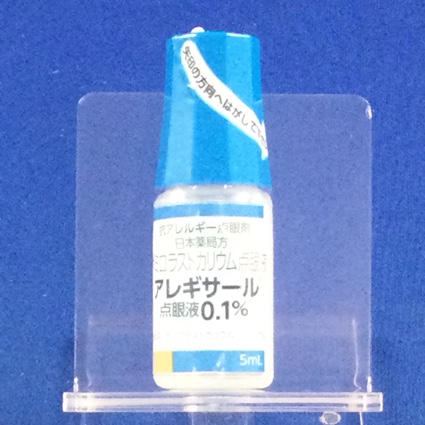 矢印の方向へはがして
抗アレルギー点眼剤
日本薬局方
ペミロラストカリウム点眼液
アレギサール
点眼液0.1%
5mL